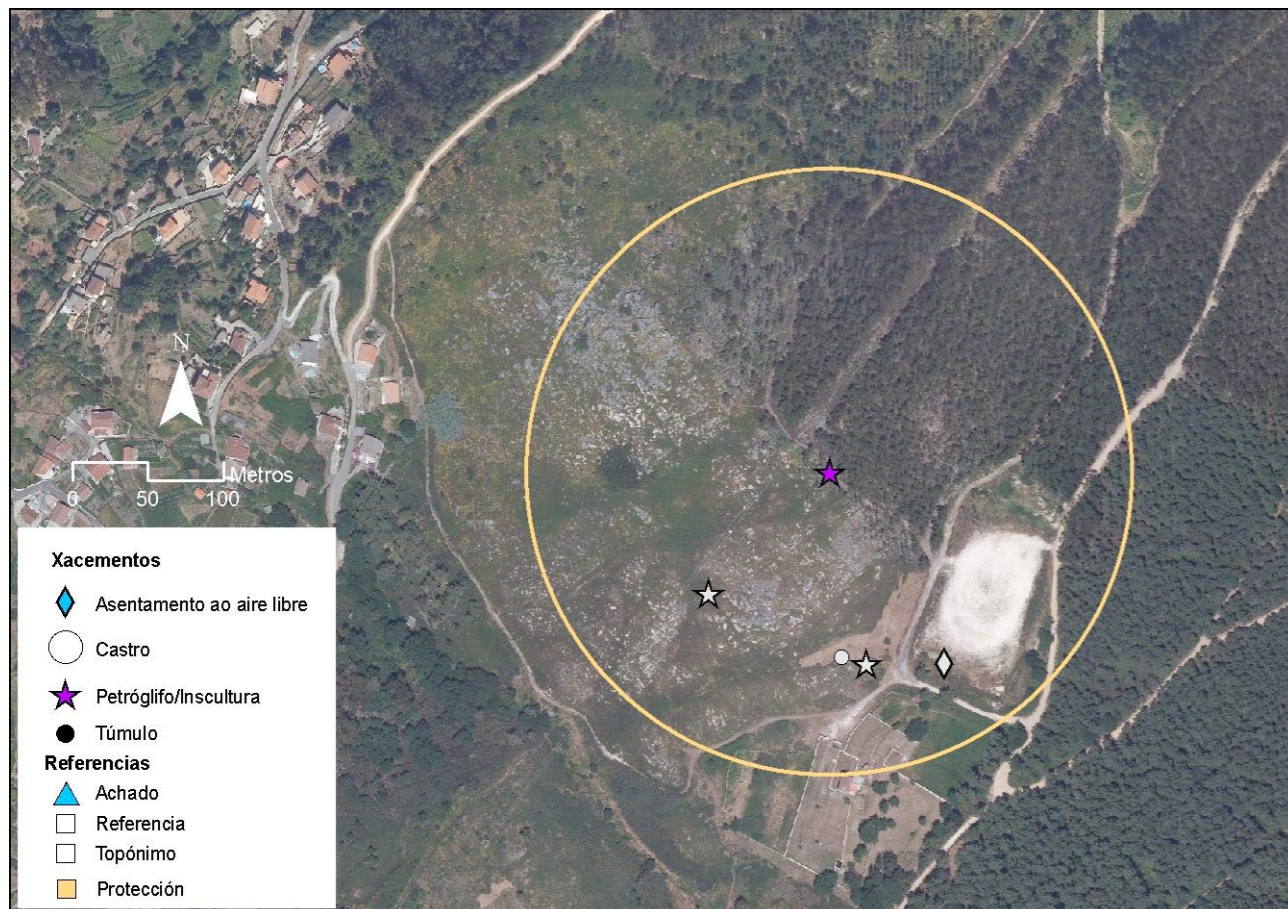 N
Metros
0 50 100
Xacementos
Asentamento ao aire libre
Castro
Petróglifo/Inscultura
Túmulo
Referencias
Achado
Referencia
Topónimo
Protección